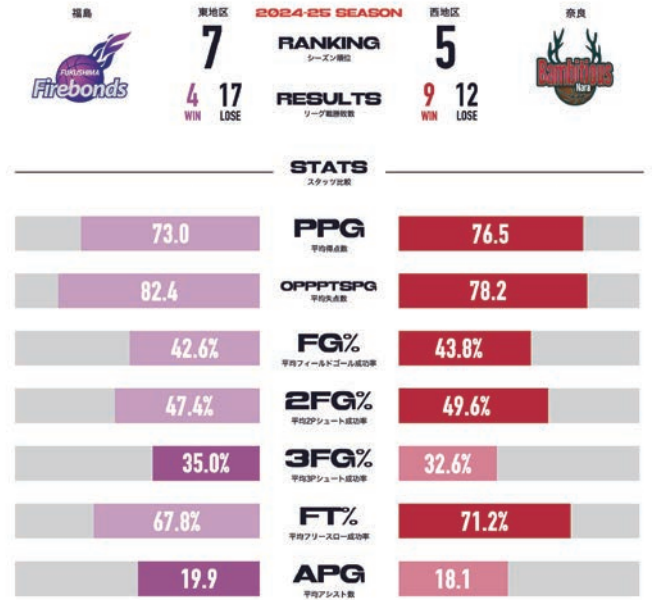 福島
東地区
2024-25 SEASON
西地区
奈良
FUKUSHIMA
Firebonds
7
RANKING
シーズン順位
5
Bambitious
Nara
4 WIN
17 LOSE
RESULTS
リーグ戦勝敗数
9 WIN
12 LOSE
STATS
スタッツ比較
73.0
PPG
平均得点数
76.5
82.4
OPPPTSPG
平均失点数
78.2
42.6%
FG%
平均フィールドゴール成功率
43.8%
47.4%
2FG%
平均2Pシュート成功率
49.6%
35.0%
3FG%
平均3Pシュート成功率
32.6%
67.8%
FT%
平均フリースロー成功率
71.2%
19.9
APG
平均アシスト数
18.1